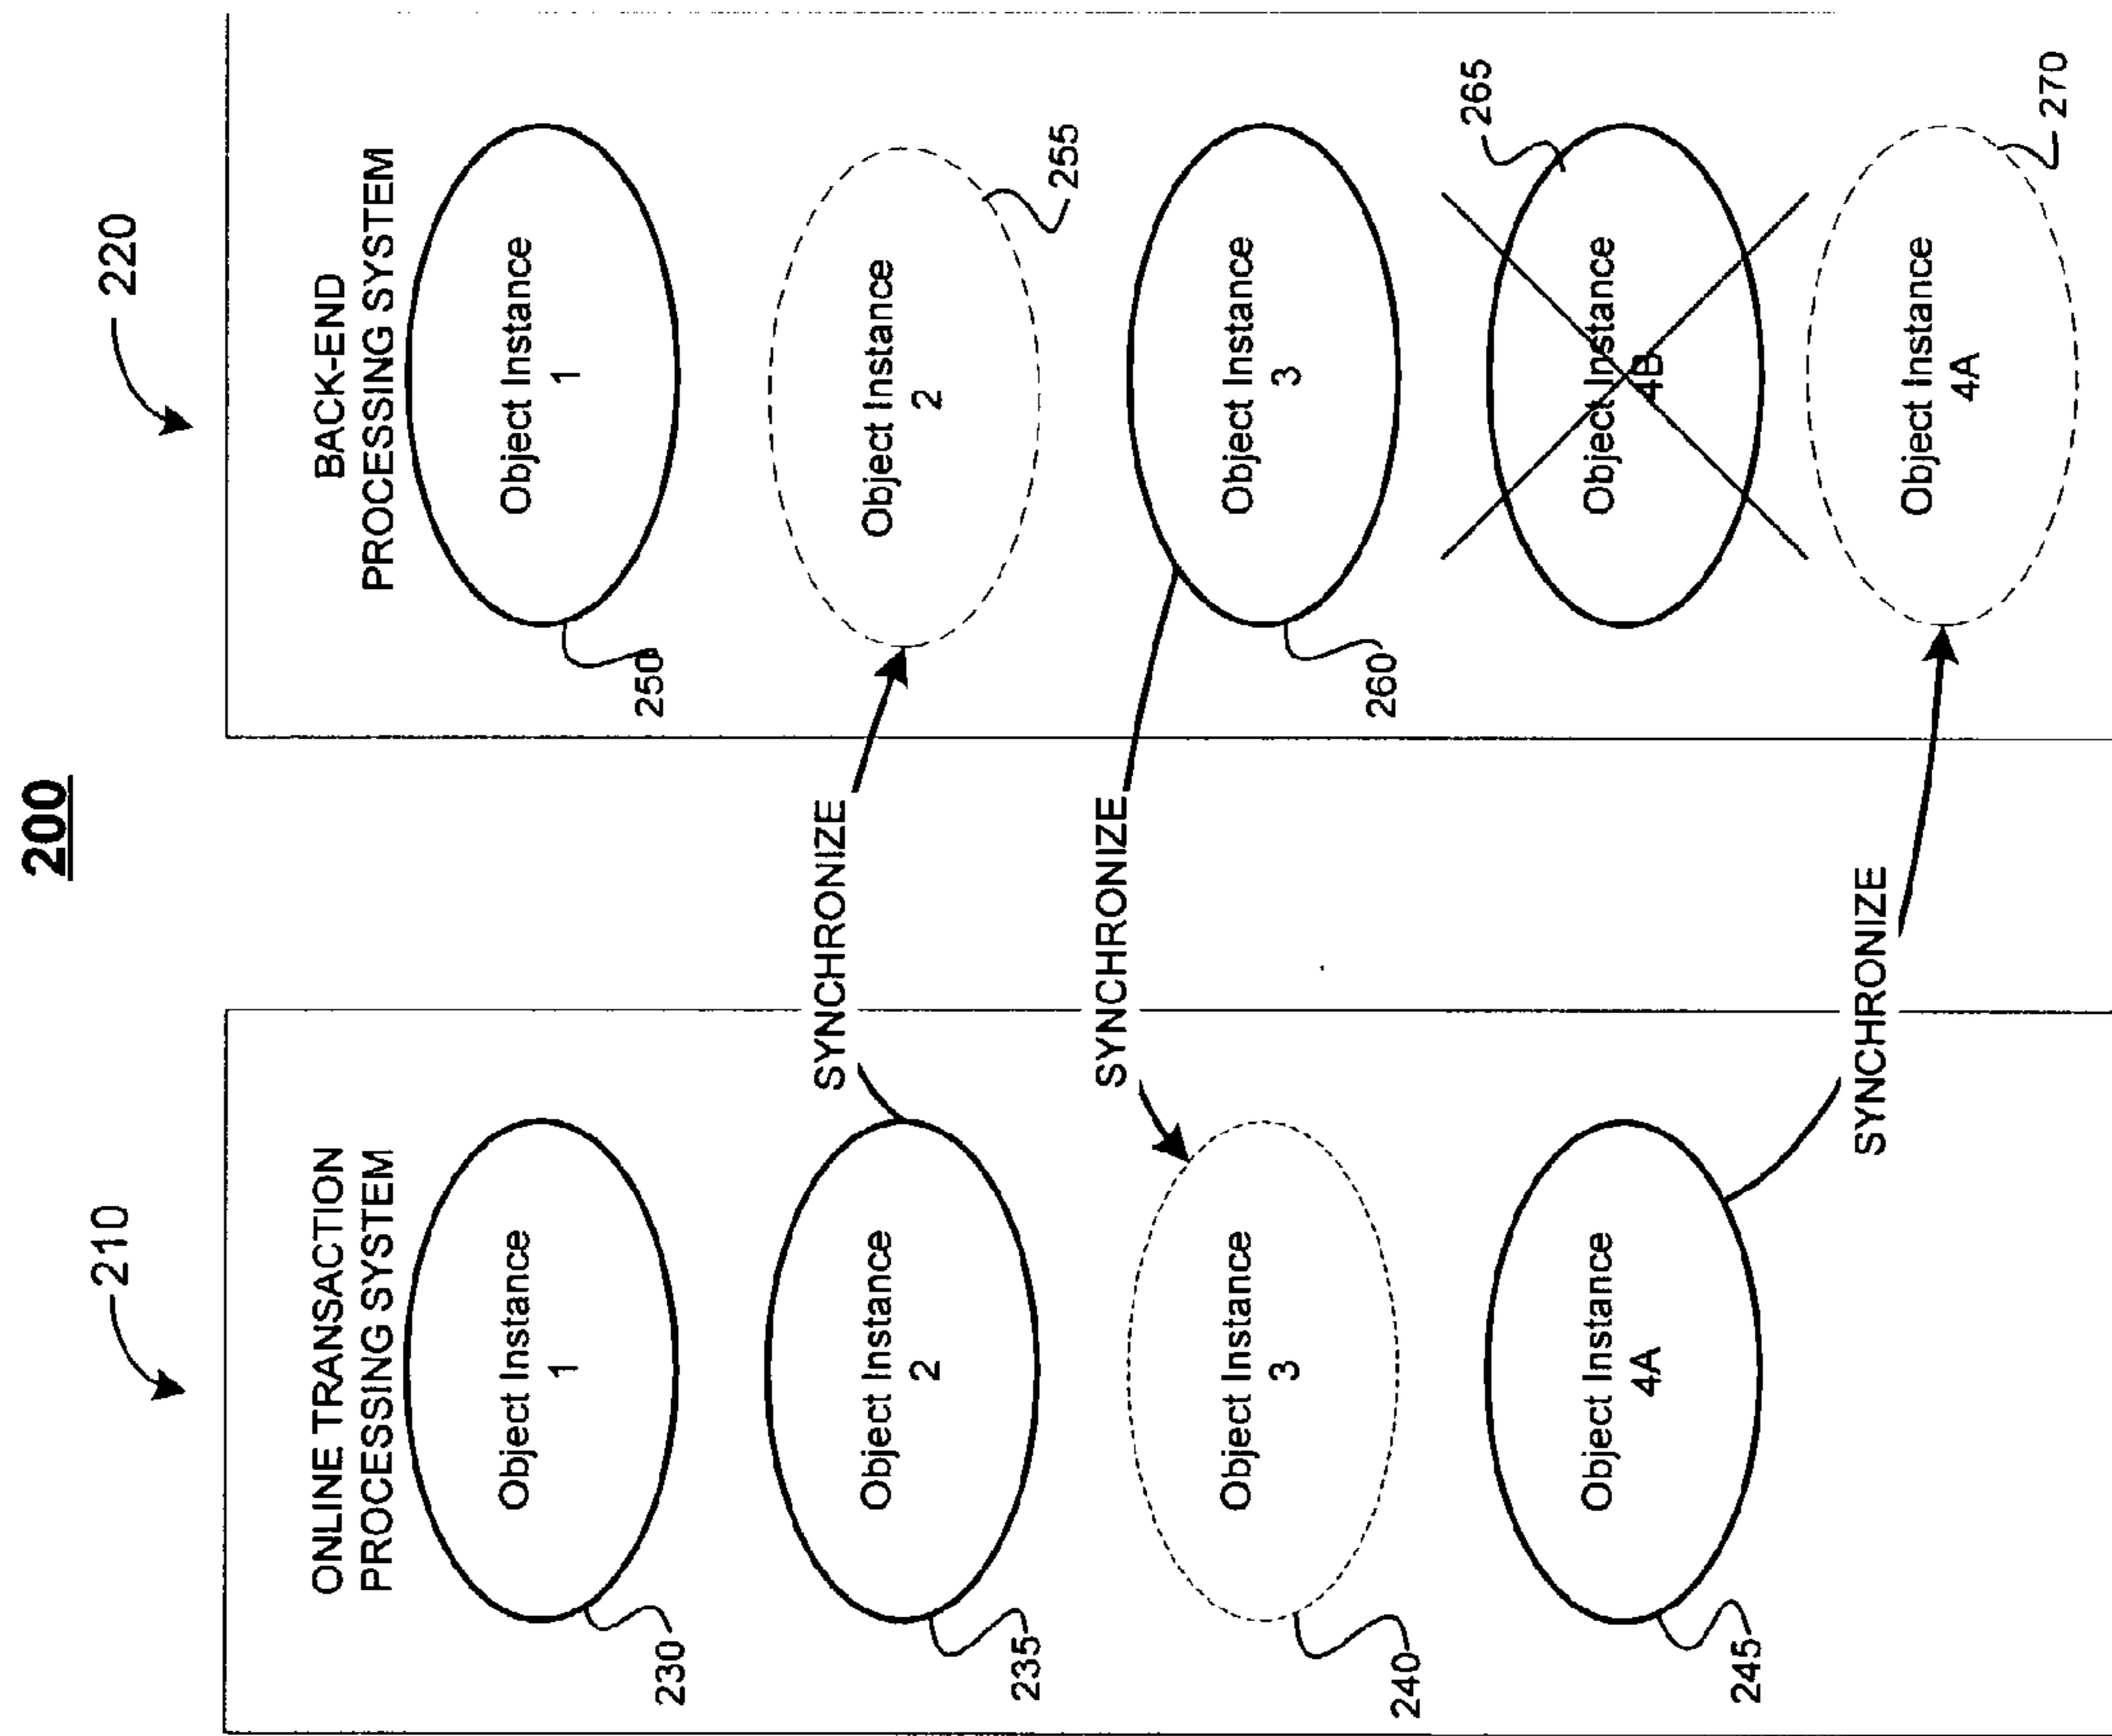 200
210
220
ONLINE TRANSACTION
PROCESSING SYSTEM
Object Instance
1
230
Object Instance
2
235
Object Instance
3
240
Object Instance
4A
245
SYNCHRONIZE
SYNCHRONIZE
SYNCHRONIZE
BACK-END
PROCESSING SYSTEM
Object Instance
1
250
Object Instance
2
255
Object Instance
3
260
Object Instance
4B
265
Object Instance
4A
270